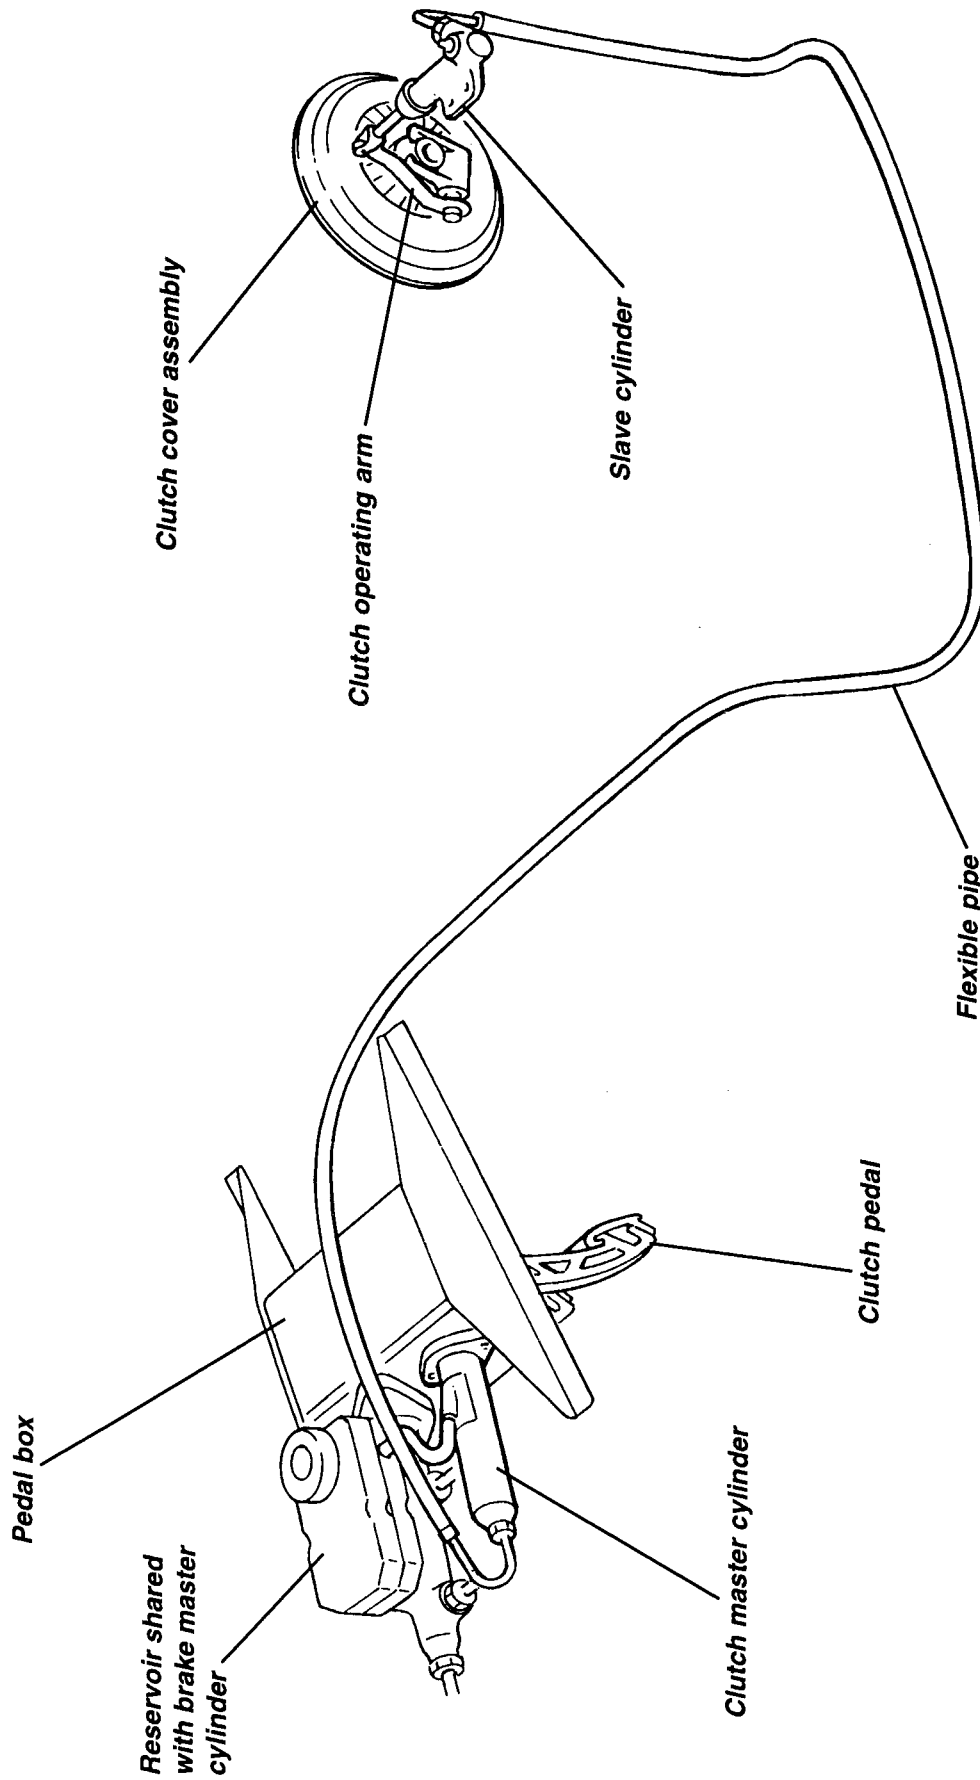 Reservoir shared
with brake master
cylinder
Pedal box
Clutch master cylinder
Clutch pedal
Flexible pipe
Clutch operating arm
Clutch cover assembly
Slave cylinder